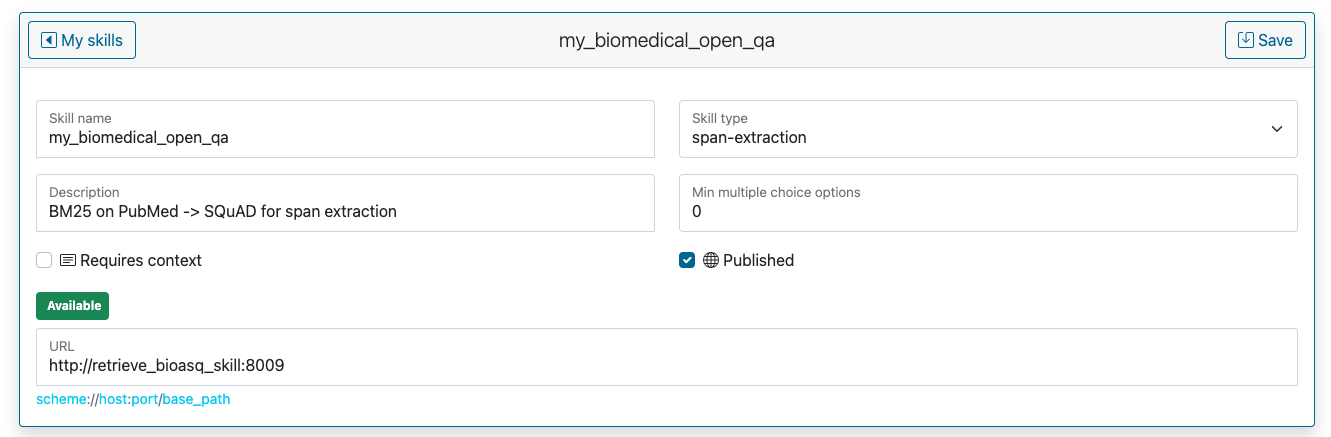 My skills
my_biomedical_open_qa
Save
Skill name
my_biomedical_open_qa
Skill type
span-extraction
Description
BM25 on PubMed -> SQuAD for span extraction
Min multiple choice options
0
Requires context
Published
Available
URL
http://retrieve_bioasq_skill:8009
scheme://host:port/base_path